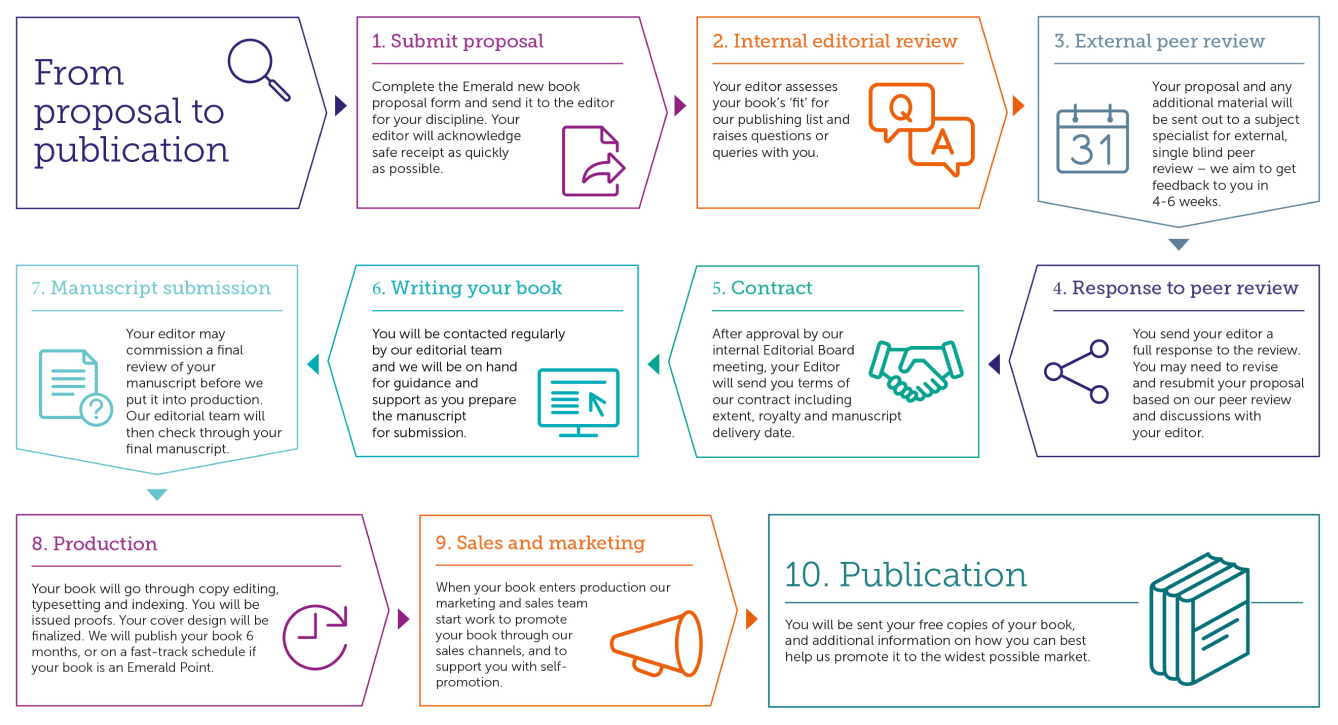 From
proposal to
publication
1. Submit proposal
Complete the Emerald new book
proposal form and send it to the editor
for your discipline. Your
editor will acknowledge
safe receipt as quickly
as possible.
2. Internal editorial review
Your editor assesses
your book’s ‘fit’ for
our publishing list and
raises questions or
queries with you.
Q
A
3. External peer review
31
Your proposal and any
additional material will
be sent out to a subject
specialist for external,
single blind peer
review – we aim to get
feedback to you in
4-6 weeks.
4. Response to peer review
You send your editor a
full response to the review.
You may need to revise
and resubmit your proposal
based on our peer review
and discussions with
your editor.
5. Contract
After approval by our
internal Editorial Board
meeting, your Editor
will send you terms of
our contract including
extent, royalty and manuscript
delivery date.
6. Writing your book
You will be contacted regularly
by our editorial team
and we will be on hand
for guidance and
support as you prepare
the manuscript
for submission.
7. Manuscript submission
?
Your editor may
commission a final
review of your
manuscript before we
put it into production.
Our editorial team will
then check through your
final manuscript.
8. Production
Your book will go through copy editing,
typesetting and indexing. You will be
issued proofs. Your cover design will be
finalized. We will publish your book 6
months, or on a fast-track schedule if
your book is an Emerald Point.
9. Sales and marketing
When your book enters production our
marketing and sales team
start work to promote
your book through our
sales channels, and to
support you with self-
promotion.
10. Publication
You will be sent your free copies of your book,
and additional information on how you can best
help us promote it to the widest possible market.